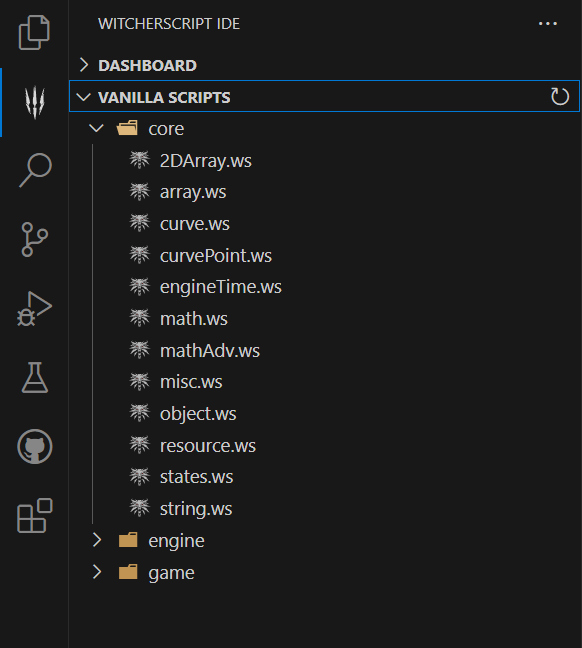 WITCHERSCRIPT IDE
DASHBOARD
VANILLA SCRIPTS
core
2DArray.ws
array.ws
curve.ws
curvePoint.ws
engineTime.ws
math.ws
mathAdv.ws
misc.ws
object.ws
resource.ws
states.ws
string.ws
engine
game